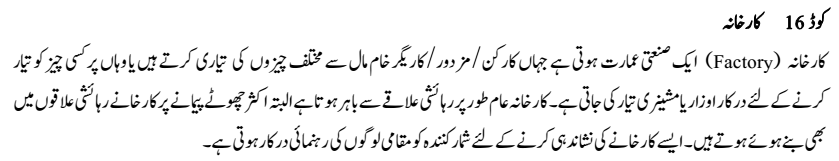 کوڈ 16 کارخانہ
کارخانہ (Factory) ایک صنعتی عمارت ہوتی ہے جہاں کارکن/مزدور/کاریگر خام مال سے مختلف چیزوں کی تیاری کرتے ہیں یا وہاں پر کسی چیز کو تیار
کرنے کے لئے درکار اوزار یا مشینری تیار کی جاتی ہے۔ کارخانہ عام طور پر رہائشی علاقے سے باہر ہوتا ہے البتہ اکثر چھوٹے پیمانے پر کارخانے رہائشی علاقوں میں
بھی بنے ہوئے ہوتے ہیں۔ ایسے کارخانے کی نشاندہی کرنے کے لئے شمار کنندہ کو مقامی لوگوں کی رہنمائی درکار ہوتی ہے۔